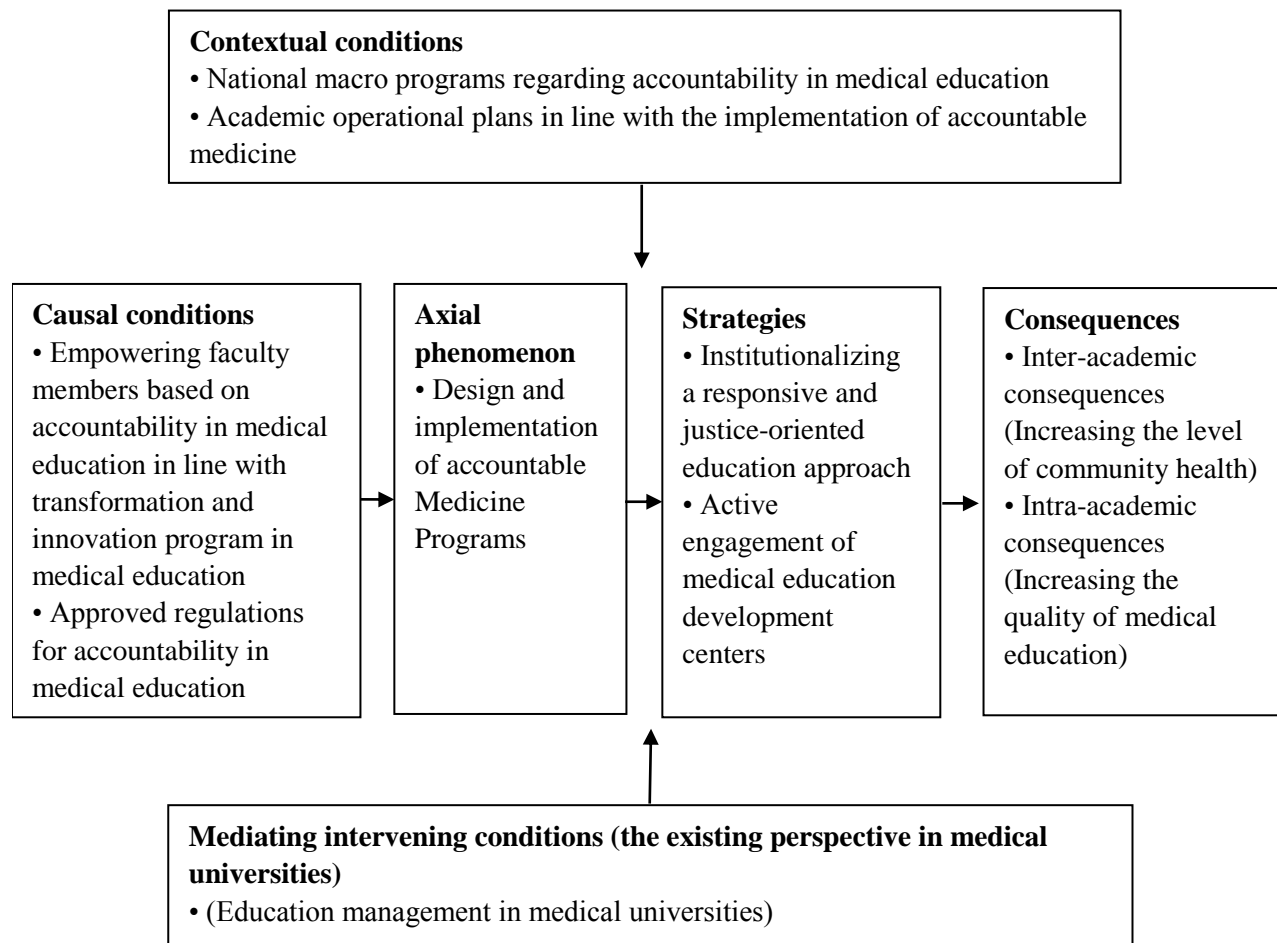 Contextual conditions
• National macro programs regarding accountability in medical education
• Academic operational plans in line with the implementation of accountable
medicine
Causal conditions
• Empowering faculty
members based on
accountability in medical
education in line with
transformation and
innovation program in
medical education
• Approved regulations
for accountability in
medical education
Axial
phenomenon
• Design and
implementation
of accountable
Medicine
Programs
Strategies
• Institutionalizing
a responsive and
justice-oriented
education approach
• Active
engagement of
medical education
development
centers
Consequences
• Inter-academic
consequences
(Increasing the level
of community health)
• Intra-academic
consequences
(Increasing the
quality of medical
education)
Mediating intervening conditions (the existing perspective in medical
universities)
• (Education management in medical universities)